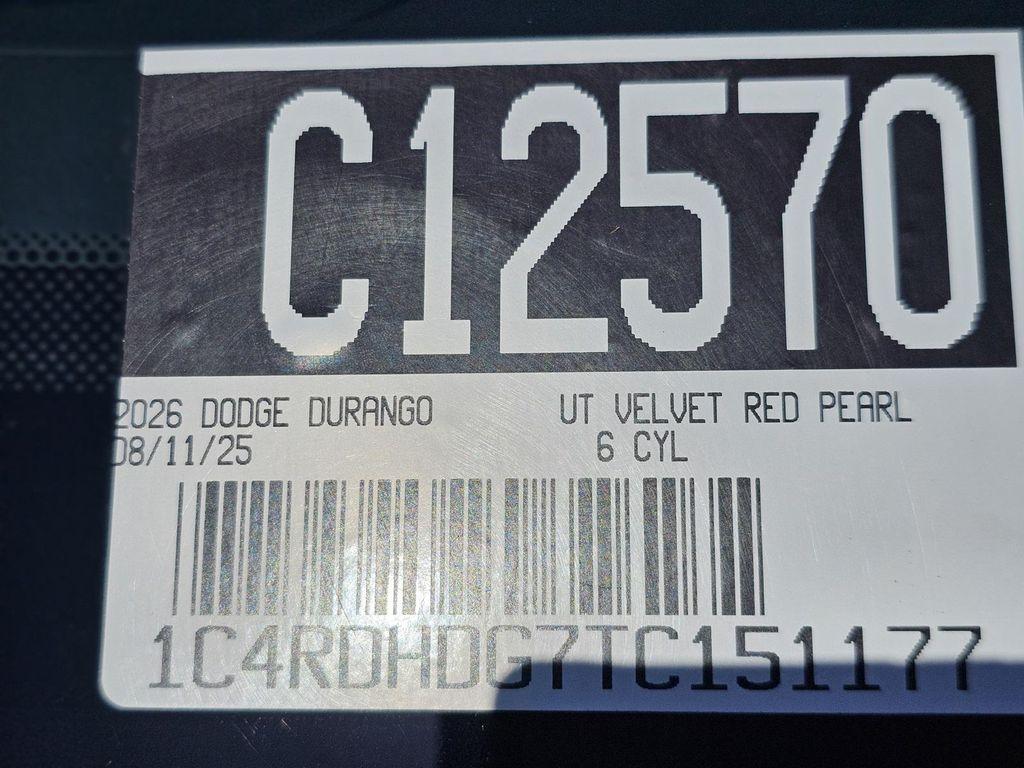 C12570
2026 DODGE DURANGO UT VELVET RED PEARL
08/11/25 6 CYL
1C4RDHDG7TC151177